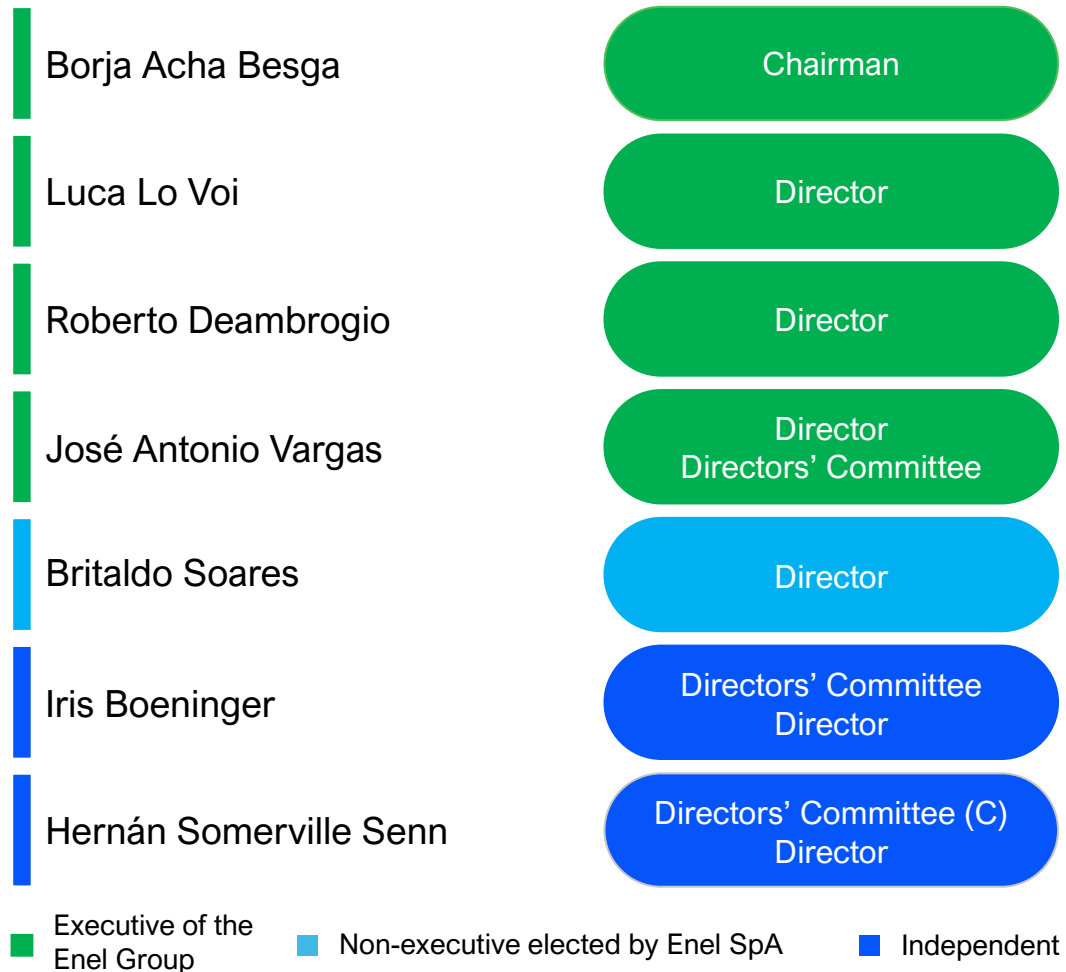 Borja Acha Besga
Chairman
Luca Lo Voi
Director
Roberto Deambrogio
Director
José Antonio Vargas
Director
Directors’ Committee
Britaldo Soares
Director
Iris Boeninger
Directors’ Committee
Director
Hernán Somerville Senn
Directors’ Committee (C)
Director
Executive of the
Enel Group
Non-executive elected by Enel SpA
Independent